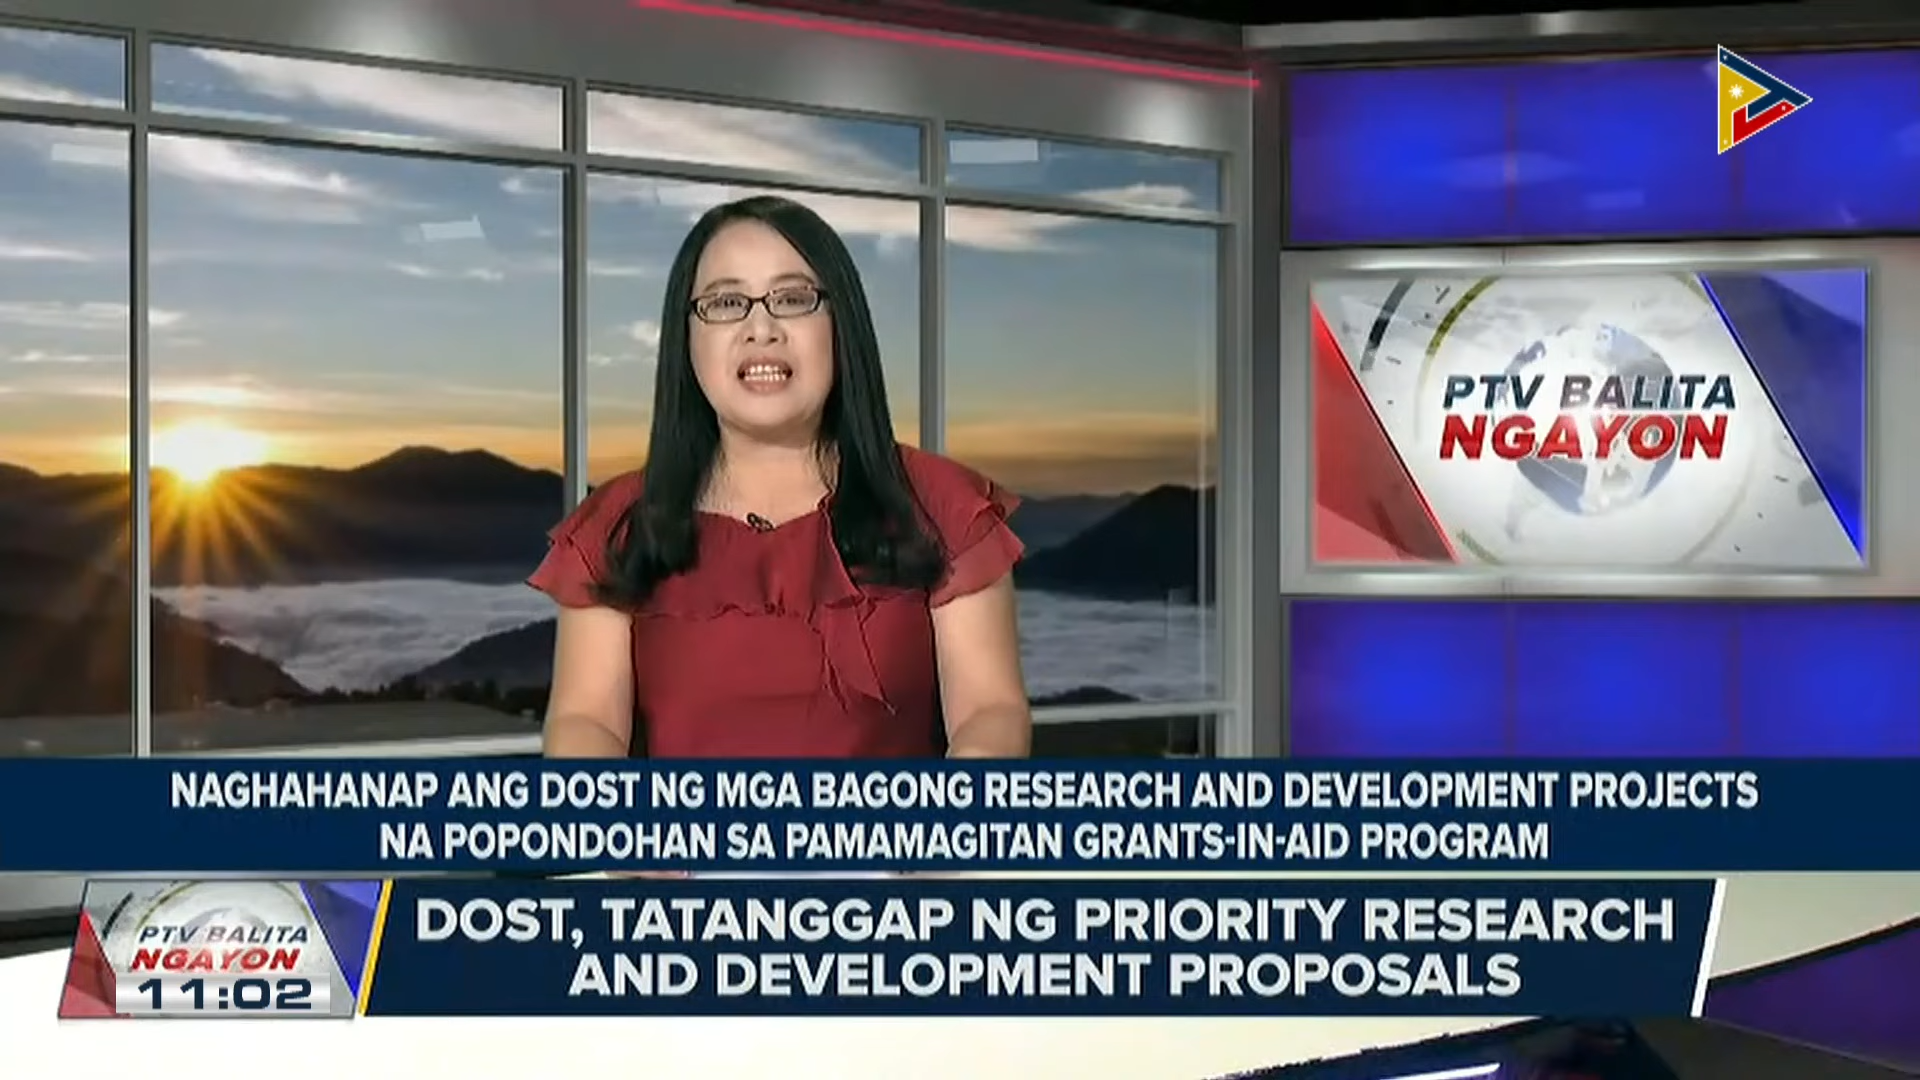 PTV BALITA
NGAYON
NAGHAHANAP ANG DOST NG MGA BAGONG RESEARCH AND DEVELOPMENT PROJECTS
NA POPONDOHAN SA PAMAMAGITAN GRANTS-IN-AID PROGRAM
PTV BALITA
NGAYON
11:02
DOST, TATANGGAP NG PRIORITY RESEARCH
AND DEVELOPMENT PROPOSALS